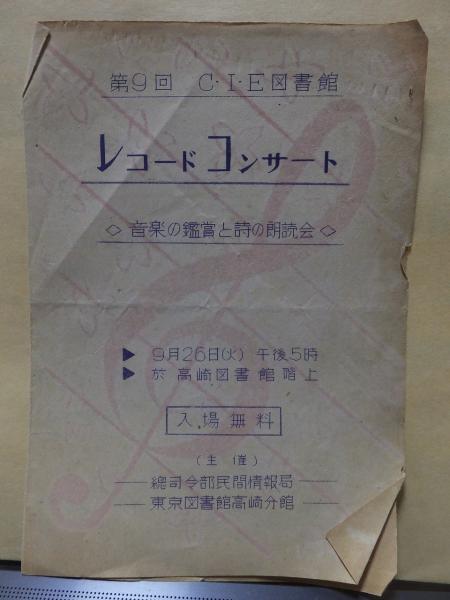 第9回 C・I・E図書館
レコードコンサート
◇ 音楽の鑑賞と詩の朗読会 ◇
▶ 9月26日(火) 午後5時
▶ 於 高崎図書館階上
入場無料
(主催)
― 總司令部民間情報局 ―
― 東京図書館高崎分館 ―